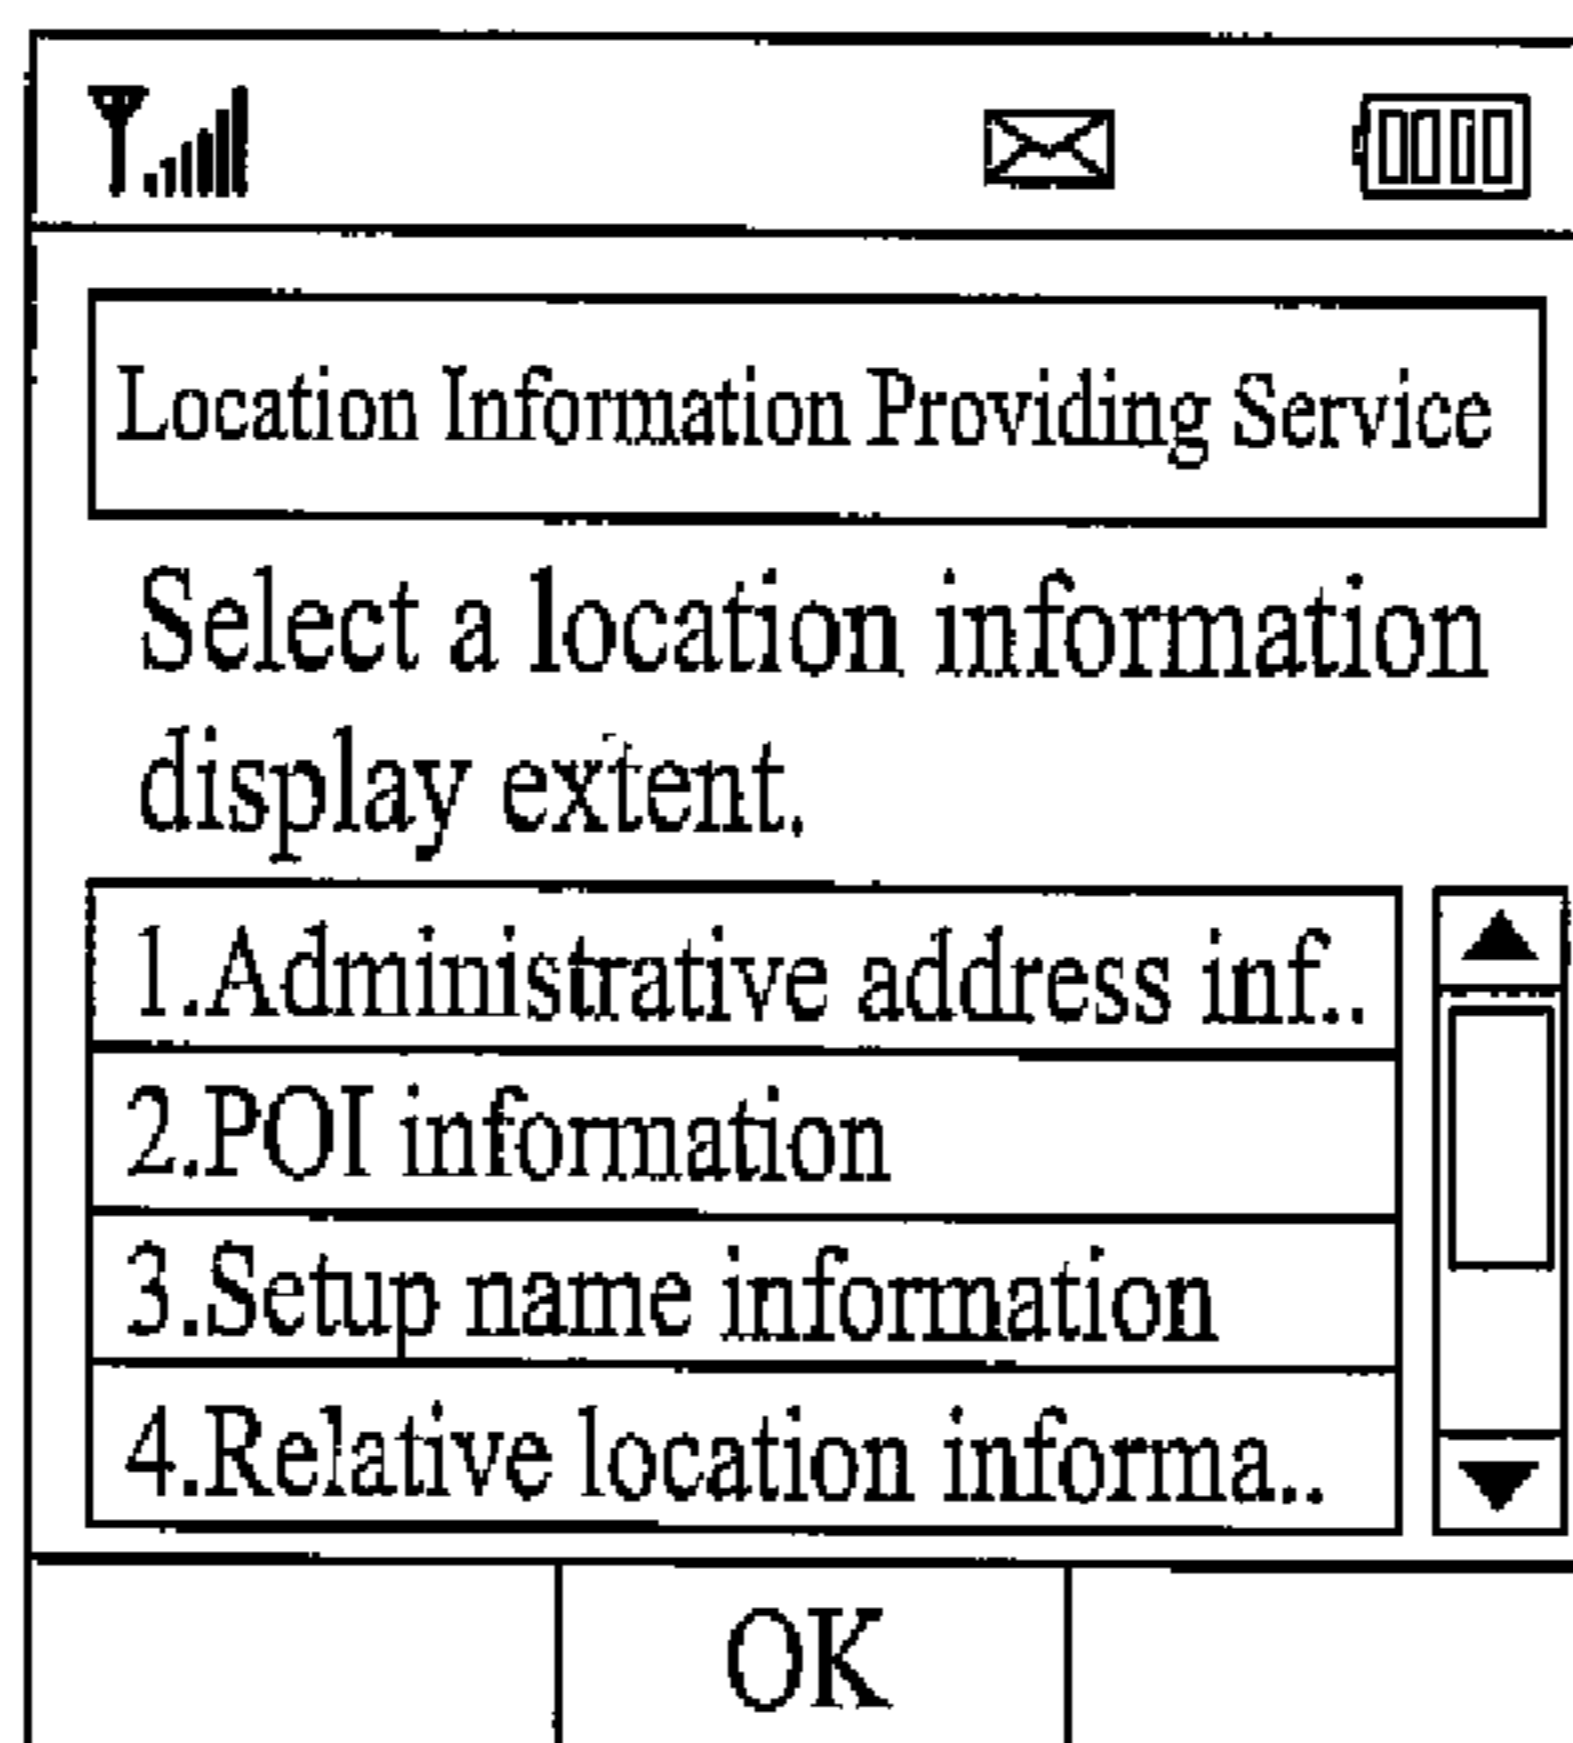 Location Information Providing Service
Select a location information
display extent.
1.Administrative address inf..
2.POI information
3.Setup name information
4.Relative location informa..
OK